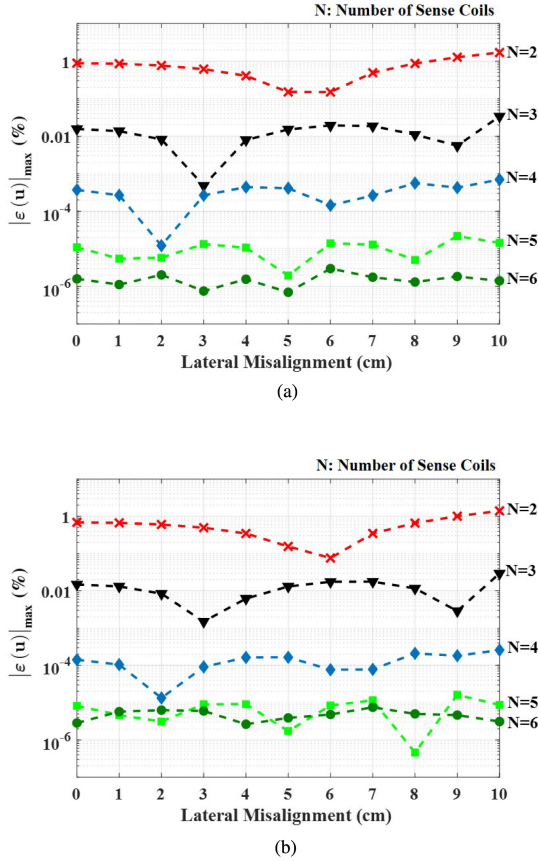 N: Number of Sense Coils
|ε(u)|max (%)
1
0.01
10^-4
10^-6
N=2
N=3
N=4
N=5
N=6
0 1 2 3 4 5 6 7 8 9 10
Lateral Misalignment (cm)
(a)
N: Number of Sense Coils
|ε(u)|max (%)
1
0.01
10^-4
10^-6
N=2
N=3
N=4
N=5
N=6
0 1 2 3 4 5 6 7 8 9 10
Lateral Misalignment (cm)
(b)